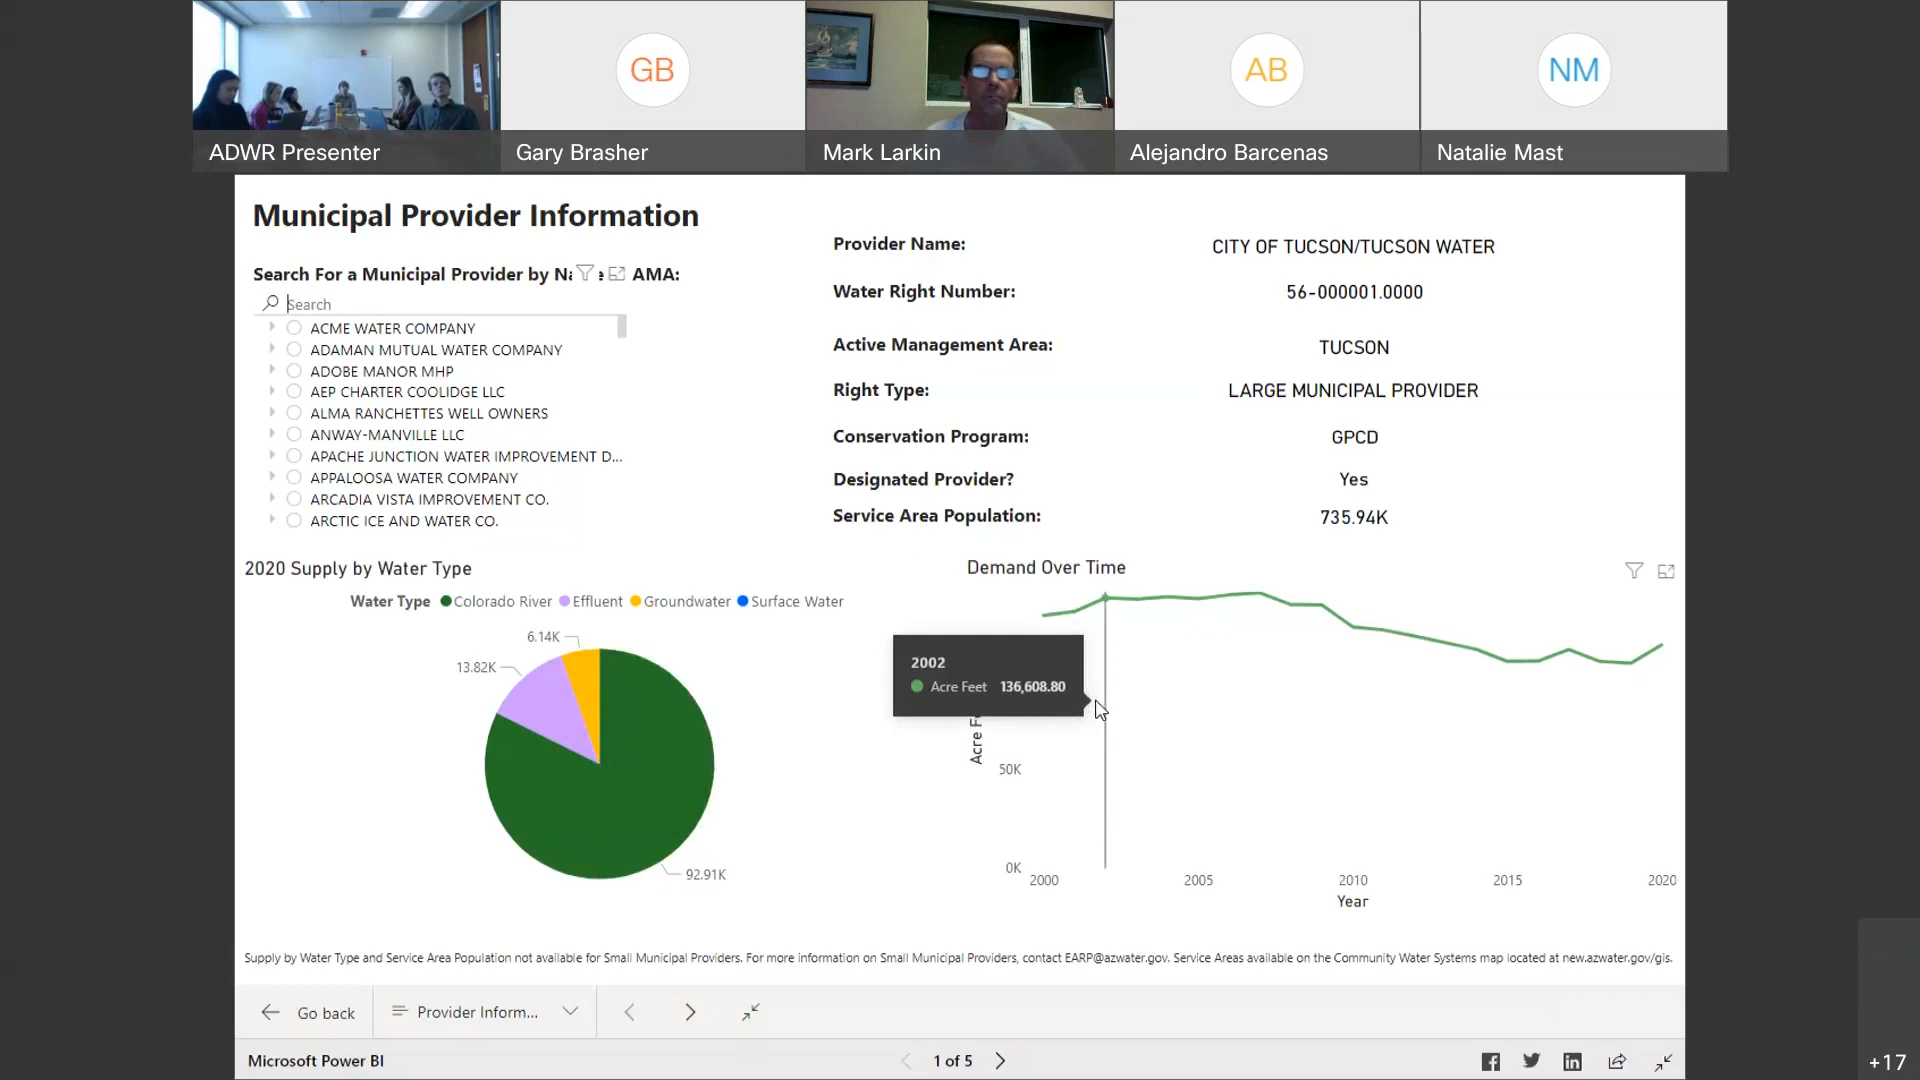 GB
AB
NM
ADWR Presenter
Gary Brasher
Mark Larkin
Alejandro Barcenas
Natalie Mast
Municipal Provider Information
Search For a Municipal Provider by Na e AMA:
Search
ACME WATER COMPANY
ADAMAN MUTUAL WATER COMPANY
ADOBE MANOR MHP
AEP CHARTER COOLIDGE LLC
ALMA RANCHETTES WELL OWNERS
ANWAY-MANVILLE LLC
APACHE JUNCTION WATER IMPROVEMENT D...
APPALOOSA WATER COMPANY
ARCADIA VISTA IMPROVEMENT CO.
ARCTIC ICE AND WATER CO.
Provider Name: CITY OF TUCSON/TUCSON WATER
Water Right Number: 56-000001.0000
Active Management Area: TUCSON
Right Type: LARGE MUNICIPAL PROVIDER
Conservation Program: GPCD
Designated Provider? Yes
Service Area Population: 735.94K
2020 Supply by Water Type
Water Type Colorado River Effluent Groundwater Surface Water
6.14K
13.82K
92.91K
Demand Over Time
2002
Acre Feet 136,608.80
Acre F
50K
0K
2000 2005 2010 2015 2020
Year
Supply by Water Type and Service Area Population not available for Small Municipal Providers. For more information on Small Municipal Providers, contact EARP@azwater.gov. Service Areas available on the Community Water Systems map located at new.azwater.gov/gis.
Go back
Provider Inform...
Microsoft Power BI
1 of 5
+17